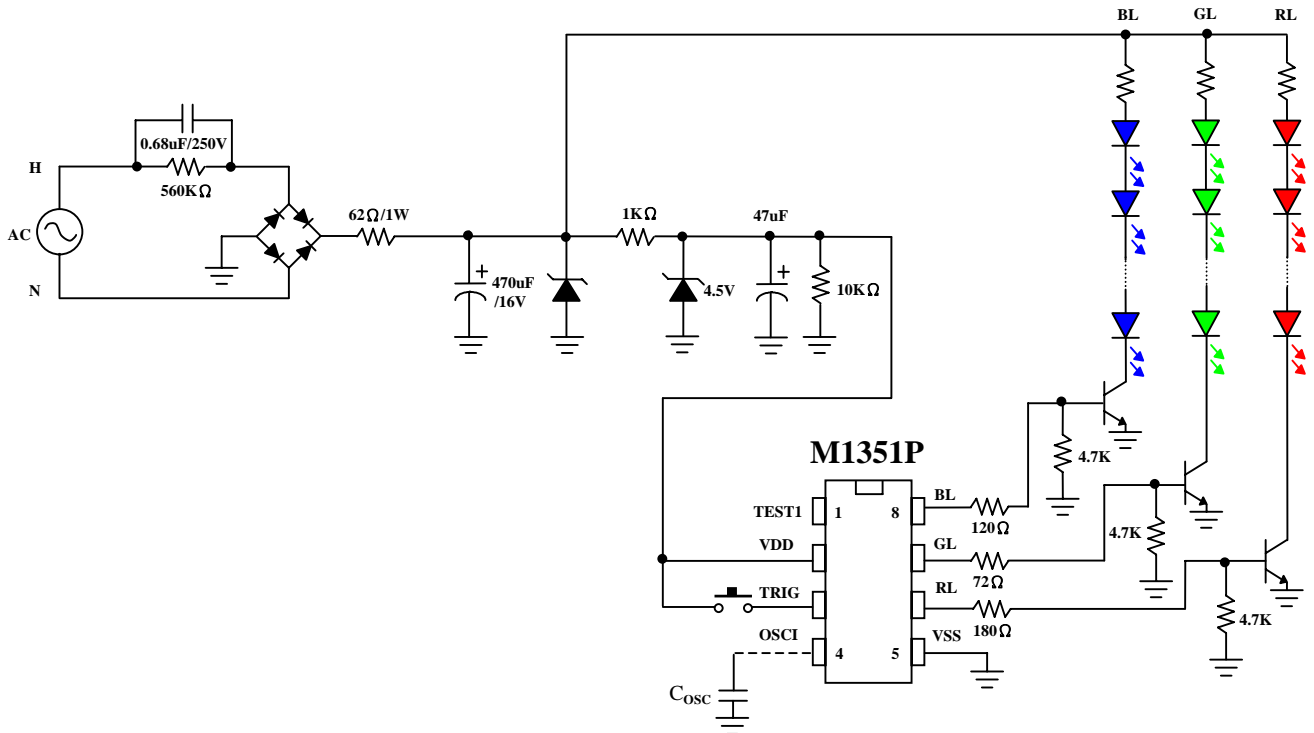 BL GL RL
0.68uF/250V
H
560KΩ
AC
62Ω/1W
1KΩ
47uF
N
470uF
/16V
4.5V
10KΩ
M1351P
4.7K
TEST1 1 8 BL
120Ω
4.7K
VDD GL
72Ω
TRIG RL
180Ω
4.7K
OSCI 4 5 VSS
COSC
+
+